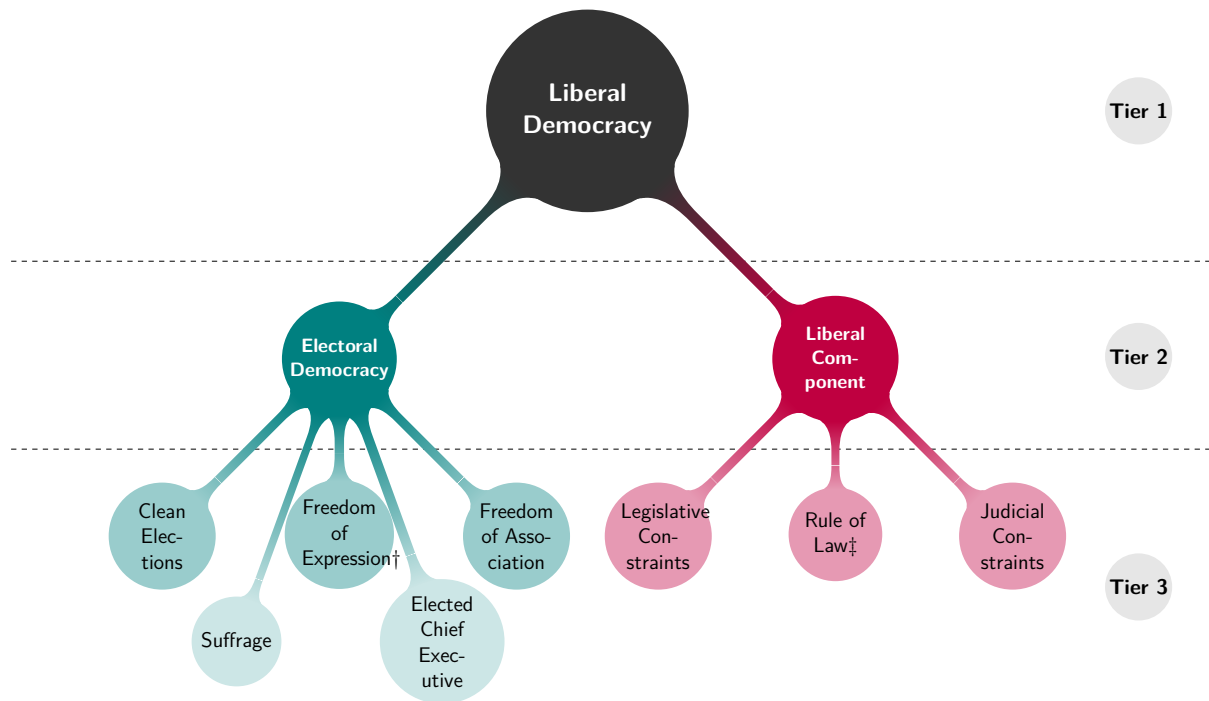 Liberal
Democracy
Tier 1
Electoral
Democracy
Liberal
Com-
ponent
Tier 2
Clean
Elec-
tions
Freedom
of
Expression†
Freedom
of Asso-
ciation
Legislative
Con-
straints
Rule of
Law‡
Judicial
Con-
straints
Tier 3
Suffrage
Elected
Chief
Exec-
utive